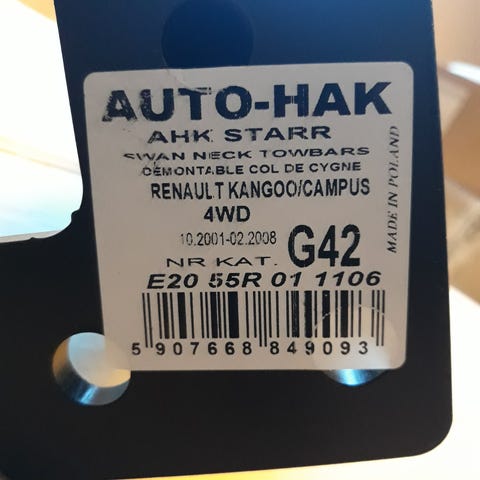 AUTO-HAK
AHK STARR
SWAN NECK TOWBARS
DEMONTABLE COL DE CYGNE
RENAULT KANGOO/CAMPUS
4WD
10.2001-02.2008
NR KAT. G42
E20 55R 01 1106
5 907668 849093
MADE IN POLAND